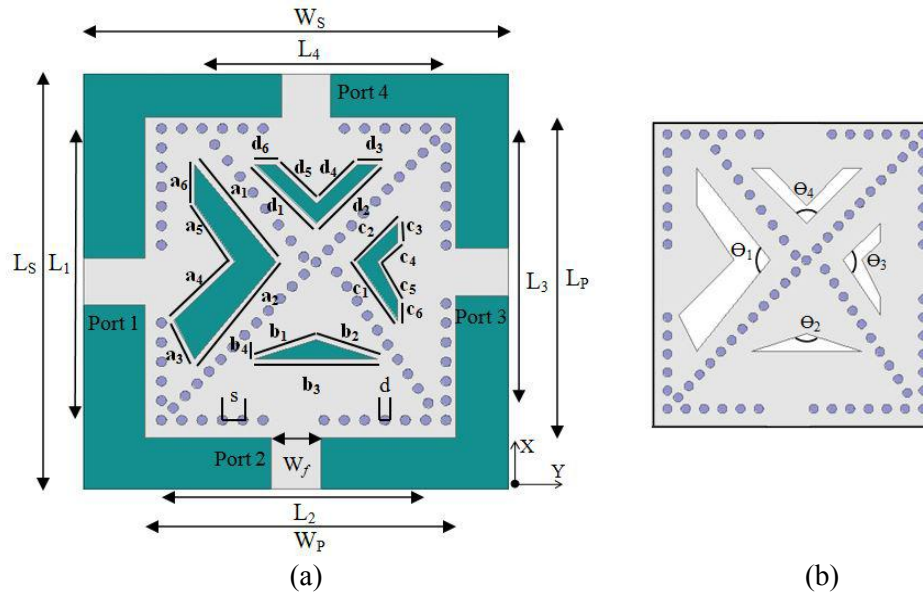 W_S
L_4
Port 4
d_6 d_5 d_4 d_3
a_6 a_1 d_1 d_2 c_3
a_5 c_2
c_4
L_S L_1 L_3 L_P
a_4 a_2 c_1 c_5
c_6
Port 1 Port 3
a_3 b_4 b_1 b_2
b_3
s d
Port 2 W_f
X
Y
L_2
W_P
(a)
Θ_4
Θ_1 Θ_3
Θ_2
(b)